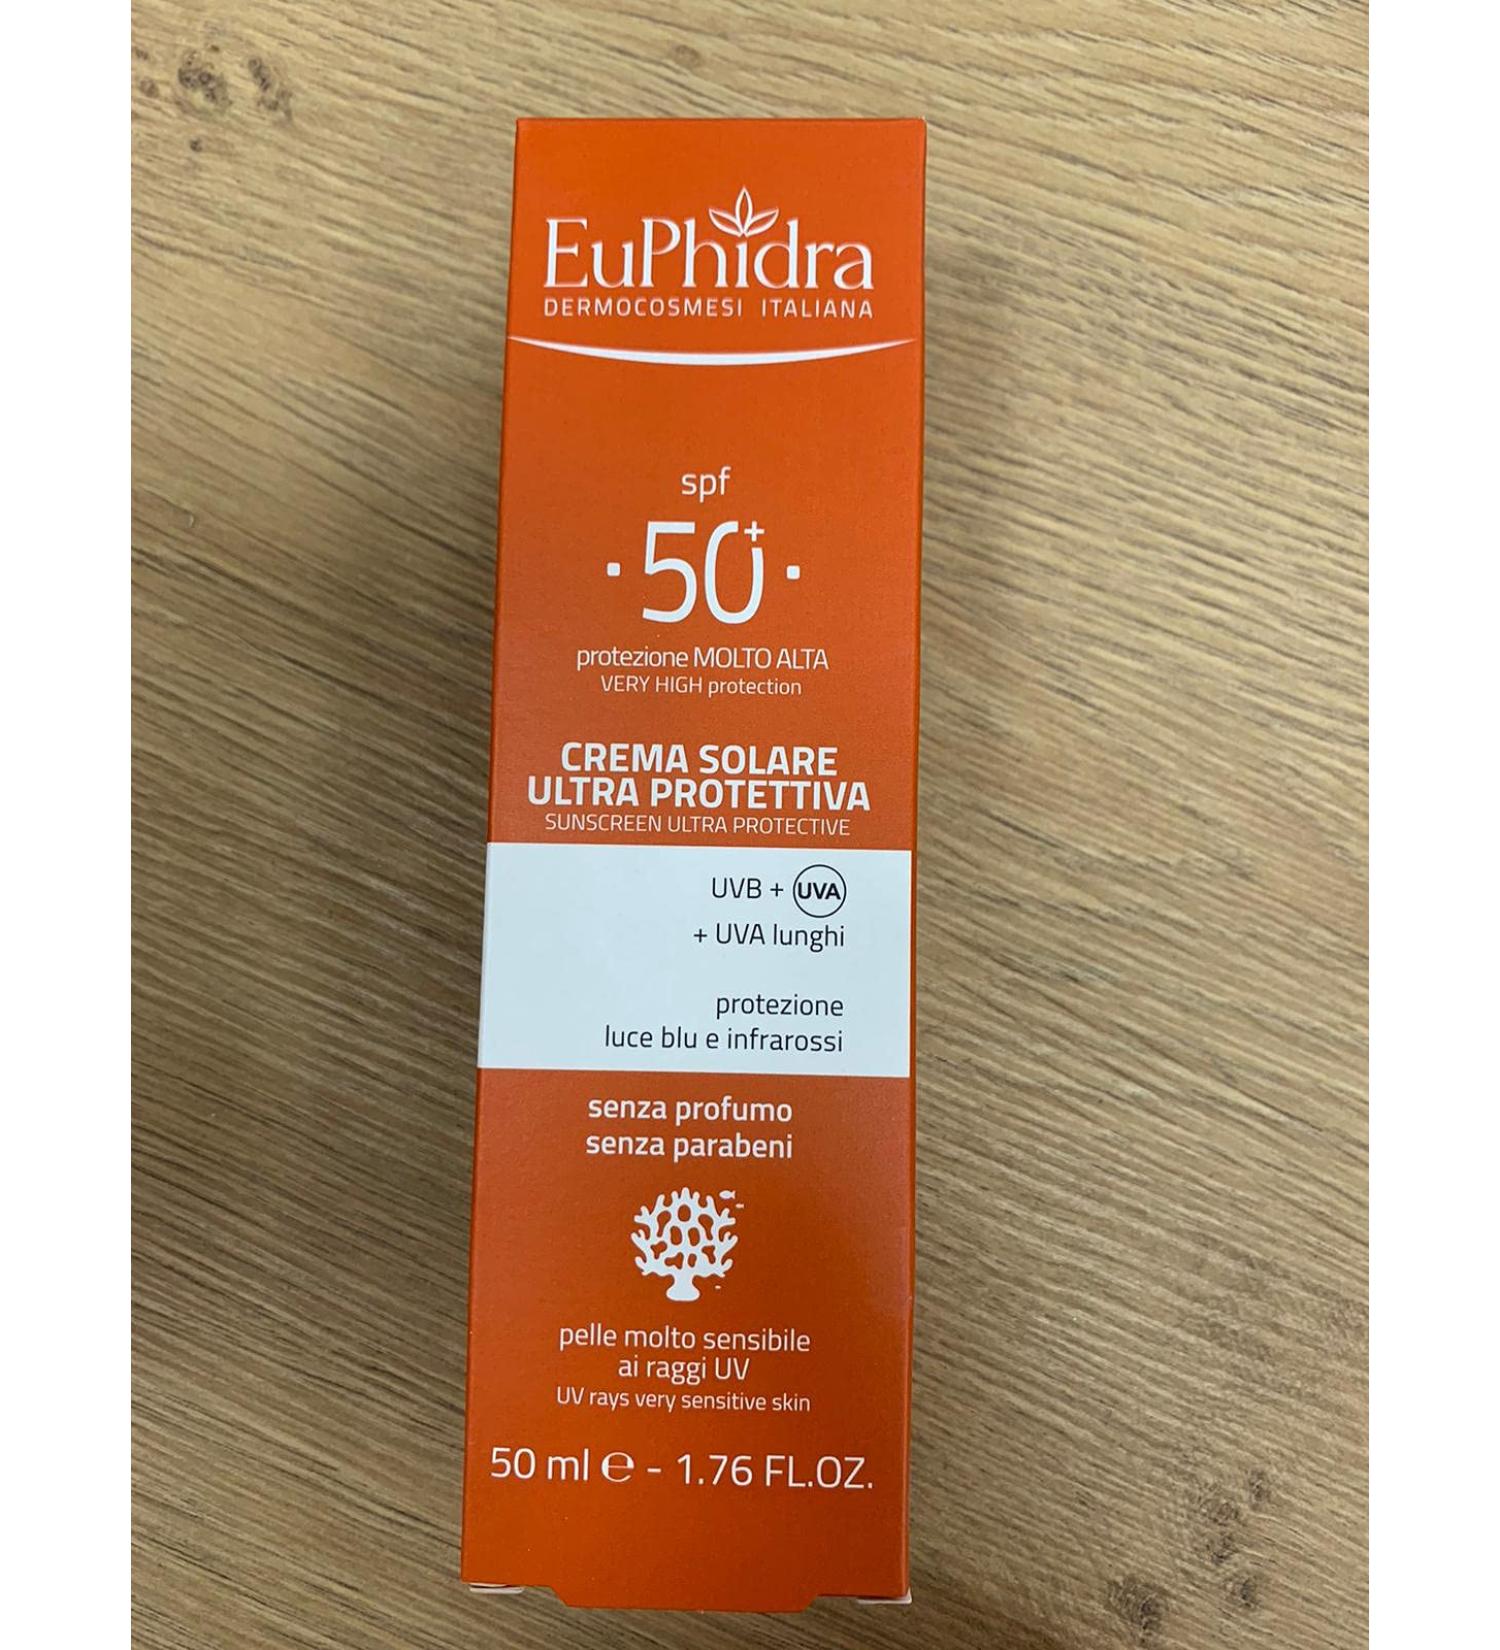 EuPhidra
DERMOCOSMESI ITALIANA
spf
· 50+ ·
protezione MOLTO ALTA
VERY HIGH protection
CREMA SOLARE
ULTRA PROTETTIVA
SUNSCREEN ULTRA PROTECTIVE
UVB + UVA
+ UVA lunghi
protezione
luce blu e infrarossi
senza profumo
senza parabeni
pelle molto sensibile
ai raggi UV
UV rays very sensitive skin
50 ml ℮ - 1.76 FL.OZ.